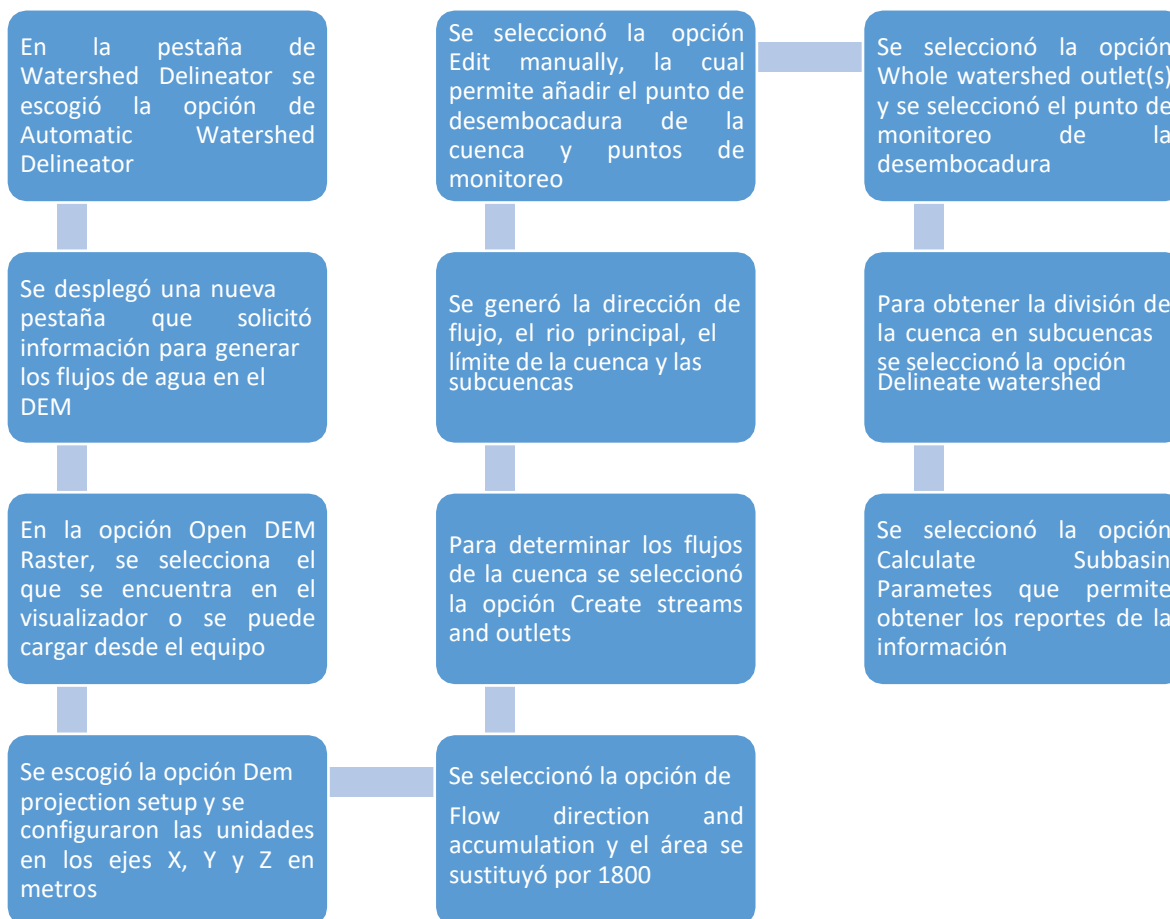 En la pestaña de
Watershed Delineator se
escogió la opción de
Automatic Watershed
Delineator
Se desplegó una nueva
pestaña que solicitó
información para generar
los flujos de agua en el
DEM
En la opción Open DEM
Raster, se selecciona el
que se encuentra en el
visualizador o se puede
cargar desde el equipo
Se escogió la opción Dem
projection setup y se
configuraron las unidades
en los ejes X, Y y Z en
metros
Se seleccionó la opción de
Flow direction and
accumulation y el área se
sustituyó por 1800
Para determinar los flujos
de la cuenca se seleccionó
la opción Create streams
and outlets
Se generó la dirección de
flujo, el rio principal, el
límite de la cuenca y las
subcuencas
Se seleccionó la opción
Edit manually, la cual
permite añadir el punto de
desembocadura de la
cuenca y puntos de
monitoreo
Se seleccionó la opción
Whole watershed outlet(s)
y se seleccionó el punto de
monitoreo de la
desembocadura
Para obtener la división de
la cuenca en subcuencas
se seleccionó la opción
Delineate watershed
Se seleccionó la opción
Calculate Subbasin
Parametes que permite
obtener los reportes de la
información